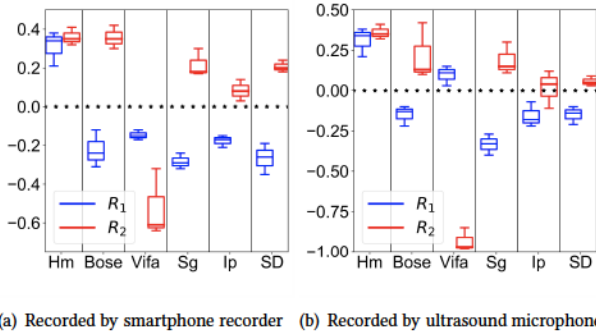 0.4
0.2
0.0
−0.2
−0.4
−0.6
R1
R2
Hm Bose Vifa Sg Ip SD
0.50
0.25
0.00
−0.25
−0.50
−0.75
−1.00
R1
R2
Hm Bose Vifa Sg Ip SD
(a) Recorded by smartphone recorder (b) Recorded by ultrasound microphone